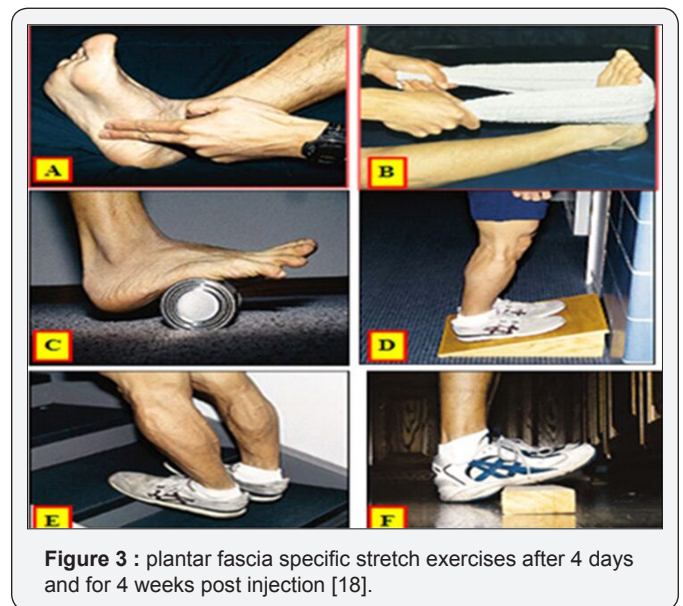 A
B
C
D
E
F
Figure 3 : plantar fascia specific stretch exercises after 4 days
and for 4 weeks post injection [18].